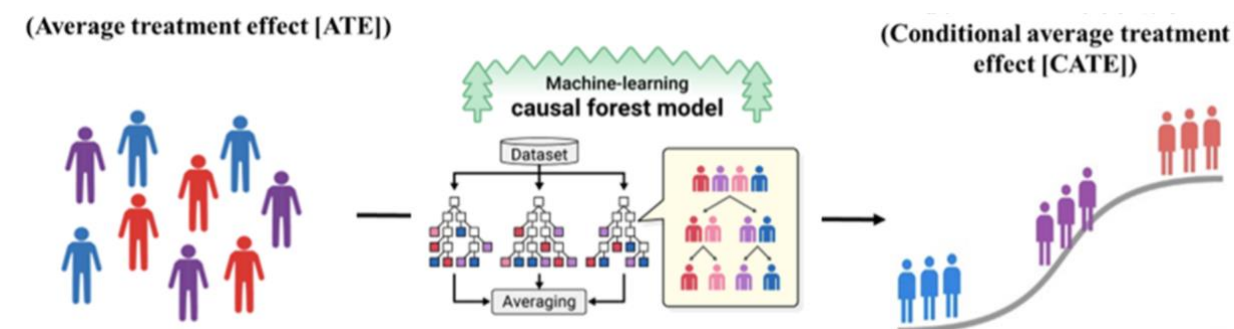 (Average treatment effect [ATE])
Machine-learning
causal forest model
Dataset
Averaging
(Conditional average treatment
effect [CATE])